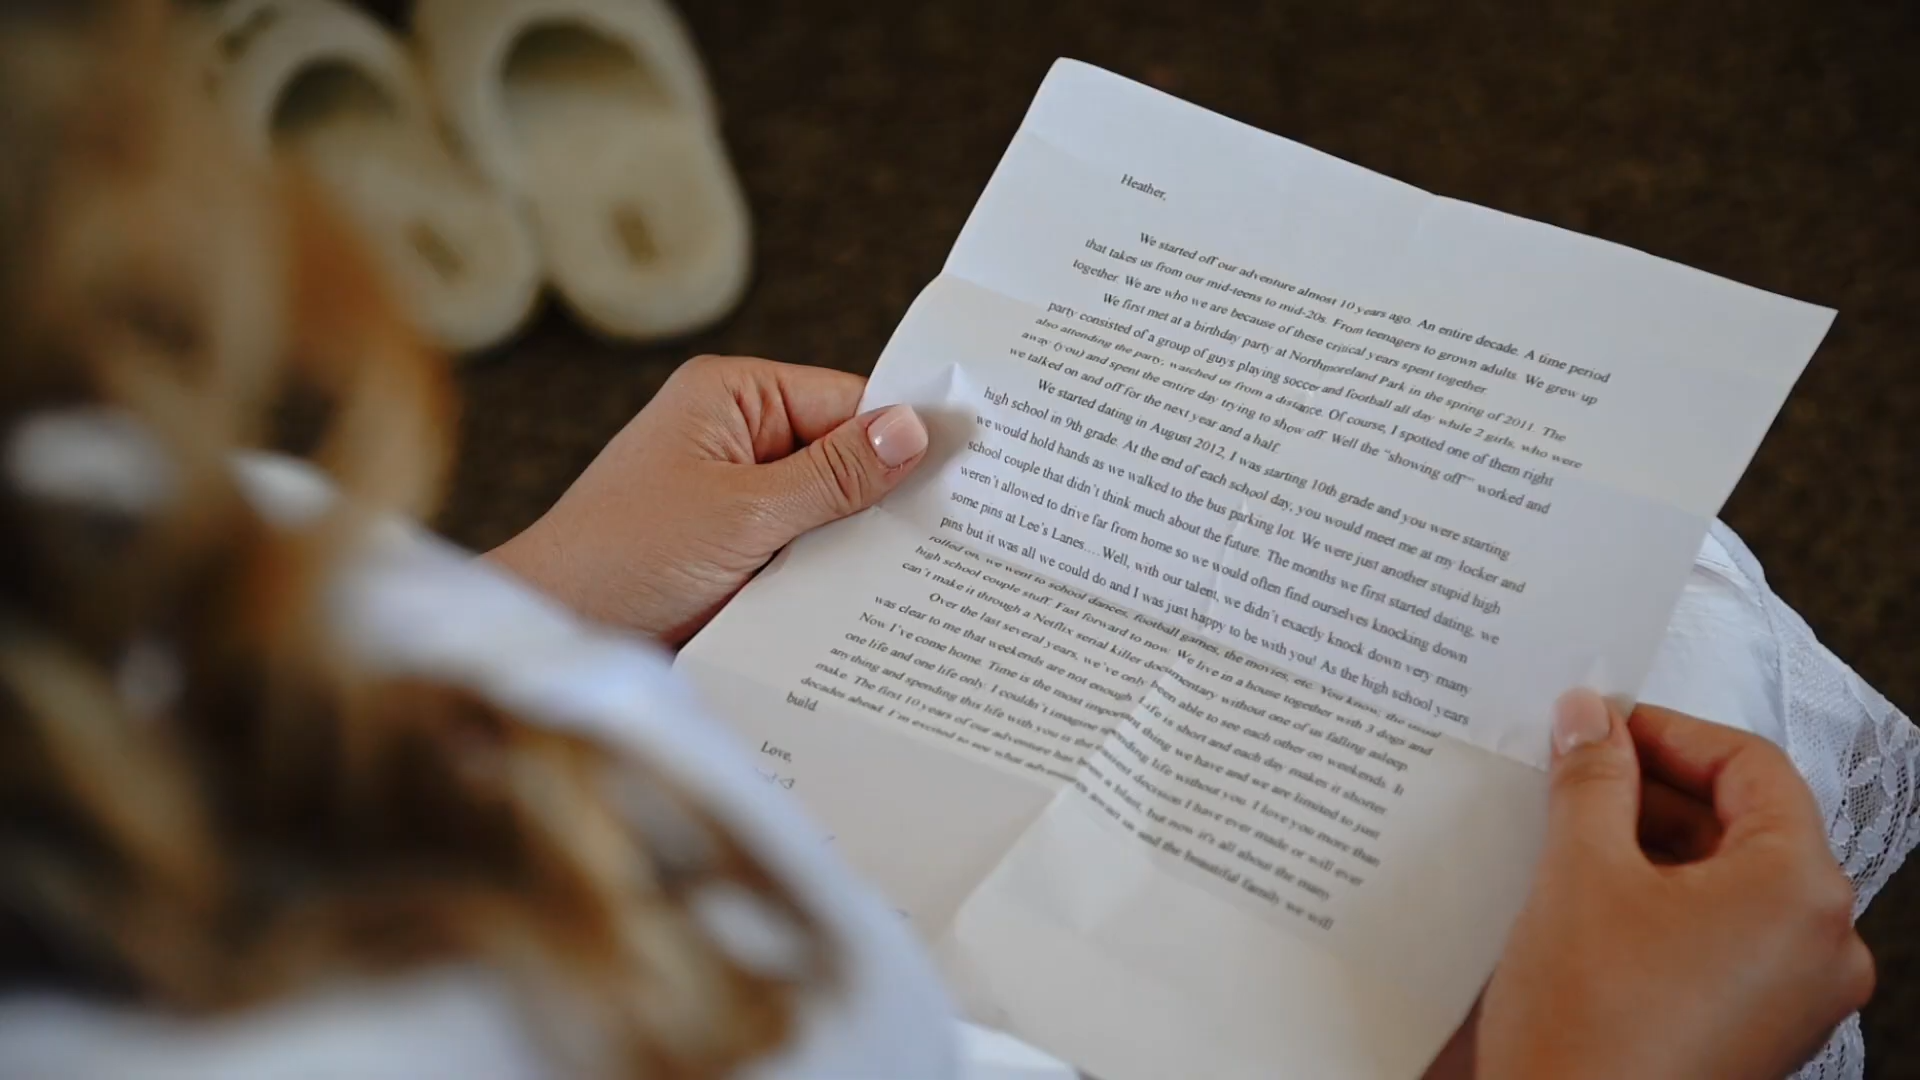 Heather,
We started off our adventure almost 10 years ago. An entire decade. A time period
that takes us from our mid-teens to mid-20s. From teenagers to grown adults. We grew up
together. We are who we are because of these critical years spent together.
We first met at a birthday party at Northmoreland Park in the spring of 2011. The
party consisted of a group of guys playing soccer and football all day while 2 girls, who were
also attending the party, watched us from a distance. Of course, I spotted one of them right
away (you) and spent the entire day trying to show off. Well the "showing off" worked and
we talked on and off for the next year and a half.
We started dating in August 2012, I was starting 10th grade and you were starting
high school in 9th grade. At the end of each school day, you would meet me at my locker and
we would hold hands as we walked to the bus parking lot. We were just another stupid high
school couple that didn't think much about the future. The months we first started dating, we
weren't allowed to drive far from home so we would often find ourselves knocking down
some pins at Lee's Lanes.... Well, with our talent, we didn't exactly knock down very many
pins but it was all we could do and I was just happy to be with you! As the high school years
rolled on, we went to school dances, football games, the movies, etc. You know, the usual
high school couple stuff. Fast forward to now. We live in a house together with 3 dogs and
can't make it through a Netflix serial killer documentary without one of us falling asleep.
Over the last several years, we've only been able to see each other on weekends. It
was clear to me that weekends are not enough. Life is short and each day makes it shorter.
Now I've come home. Time is the most important thing we have and we are limited to just
one life and one life only. I couldn't imagine spending life without you. I love you more than
anything and spending this life with you is the easiest decision I have ever made or will ever
make. The first 10 years of our adventure has been a blast, but now it's all about the many
decades ahead. I'm excited to see what adventures await us and the beautiful family we will
build.
Love,
<3